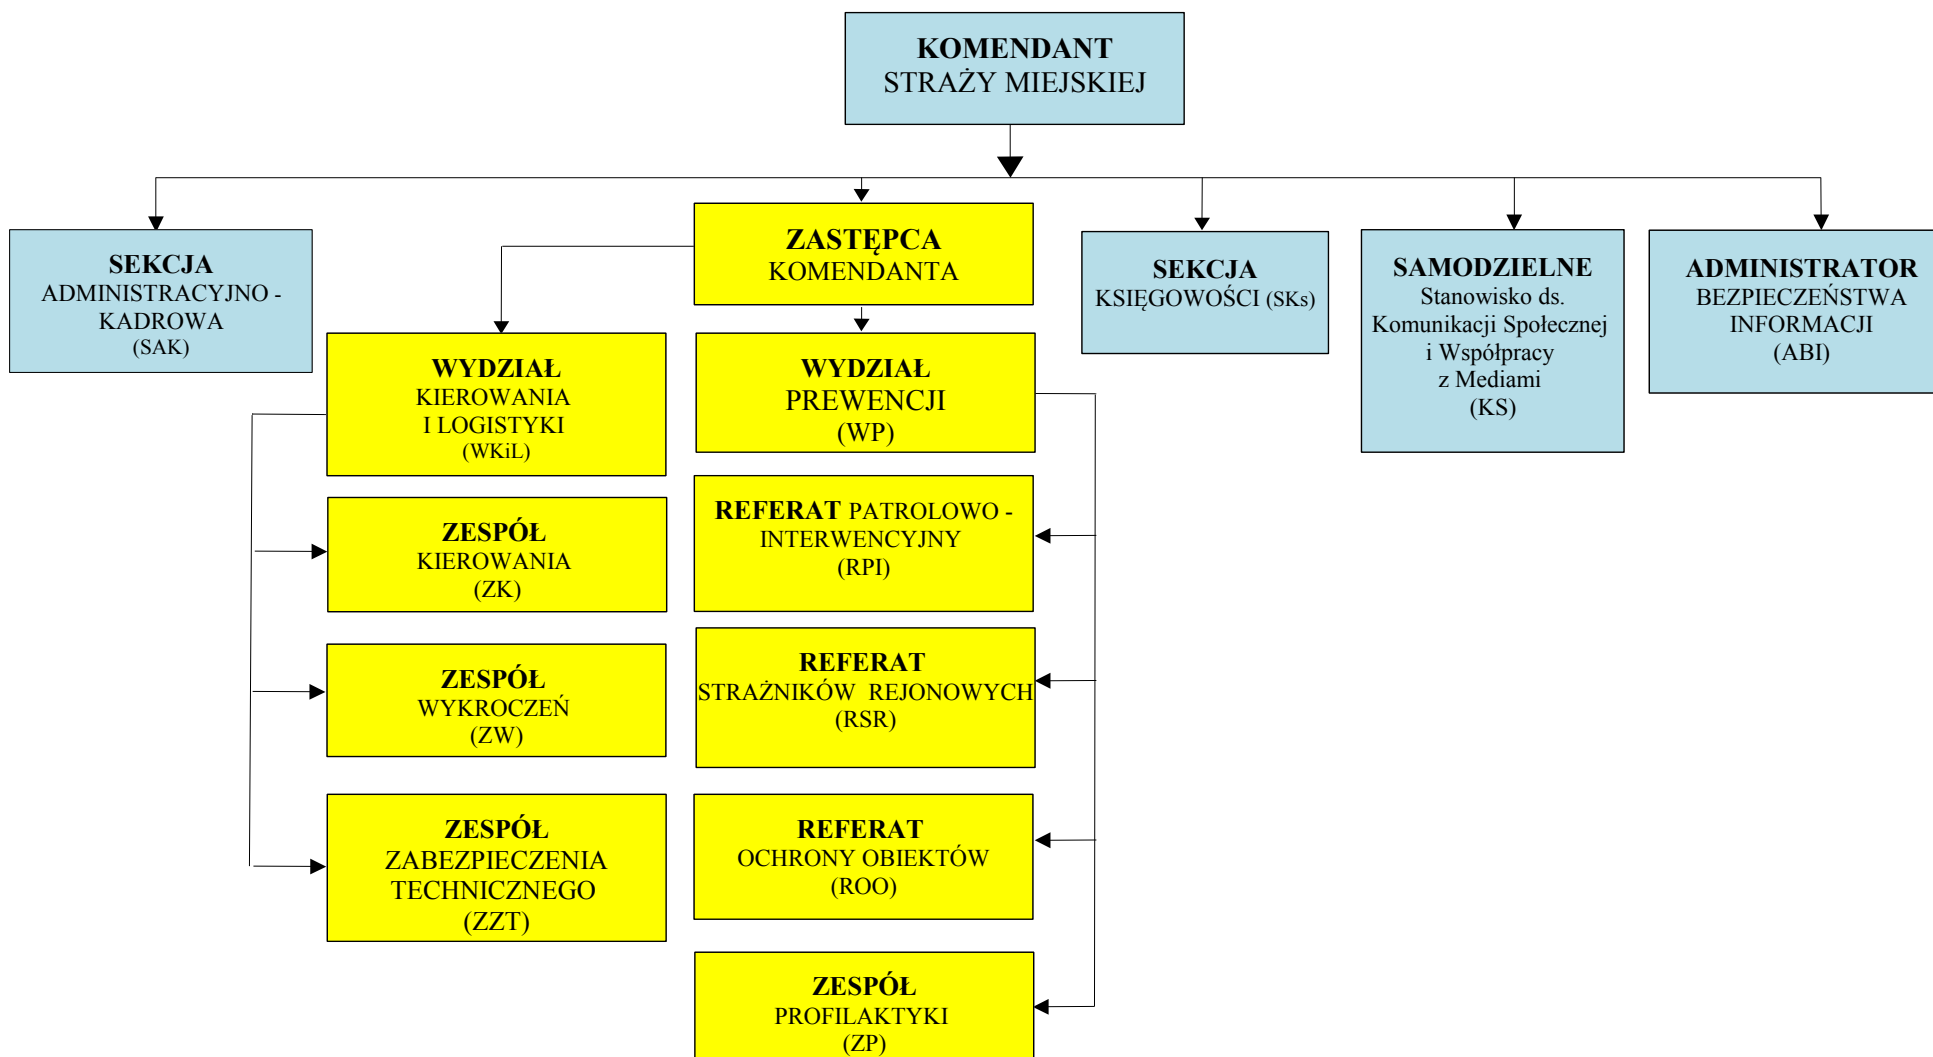 KOMENDANT
STRAŻY MIEJSKIEJ
SEKCJA
ADMINISTRACYJNO -
KADROWA
(SAK)
ZASTĘPCA
KOMENDANTA
SEKCJA
KSIĘGOWOŚCI (SKs)
SAMODZIELNE
Stanowisko ds.
Komunikacji Społecznej
i Współpracy
z Mediami
(KS)
ADMINISTRATOR
BEZPIECZEŃSTWA
INFORMACJI
(ABI)
WYDZIAŁ
KIEROWANIA
I LOGISTYKI
(WKiL)
WYDZIAŁ
PREWENCJI
(WP)
ZESPÓŁ
KIEROWANIA
(ZK)
REFERAT PATROLOWO -
INTERWENCYJNY
(RPI)
ZESPÓŁ
WYKROCZEŃ
(ZW)
REFERAT
STRAŻNIKÓW REJONOWYCH
(RSR)
ZESPÓŁ
ZABEZPIECZENIA
TECHNICZNEGO
(ZZT)
REFERAT
OCHRONY OBIEKTÓW
(ROO)
ZESPÓŁ
PROFILAKTYKI
(ZP)